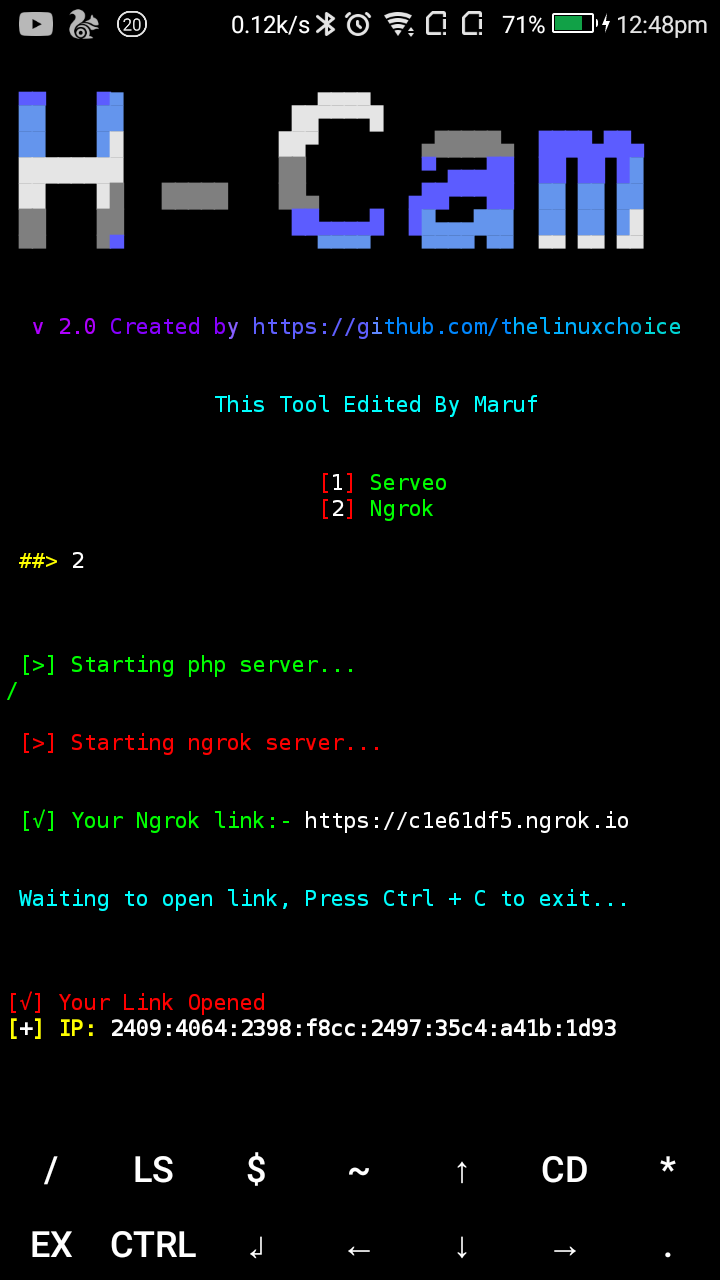 20 0.12k/s 71% 12:48pm
H-Cam
v 2.0 Created by https://github.com/thelinuxchoice
This Tool Edited By Maruf
[1] Serveo
[2] Ngrok
##> 2
[>] Starting php server...
/
[>] Starting ngrok server...
[√] Your Ngrok link:- https://c1e61df5.ngrok.io
Waiting to open link, Press Ctrl + C to exit...
[√] Your Link Opened
[+] IP: 2409:4064:2398:f8cc:2497:35c4:a41b:1d93
/ LS $ ~ ↑ CD *
EX CTRL ↲ ← ↓ → .